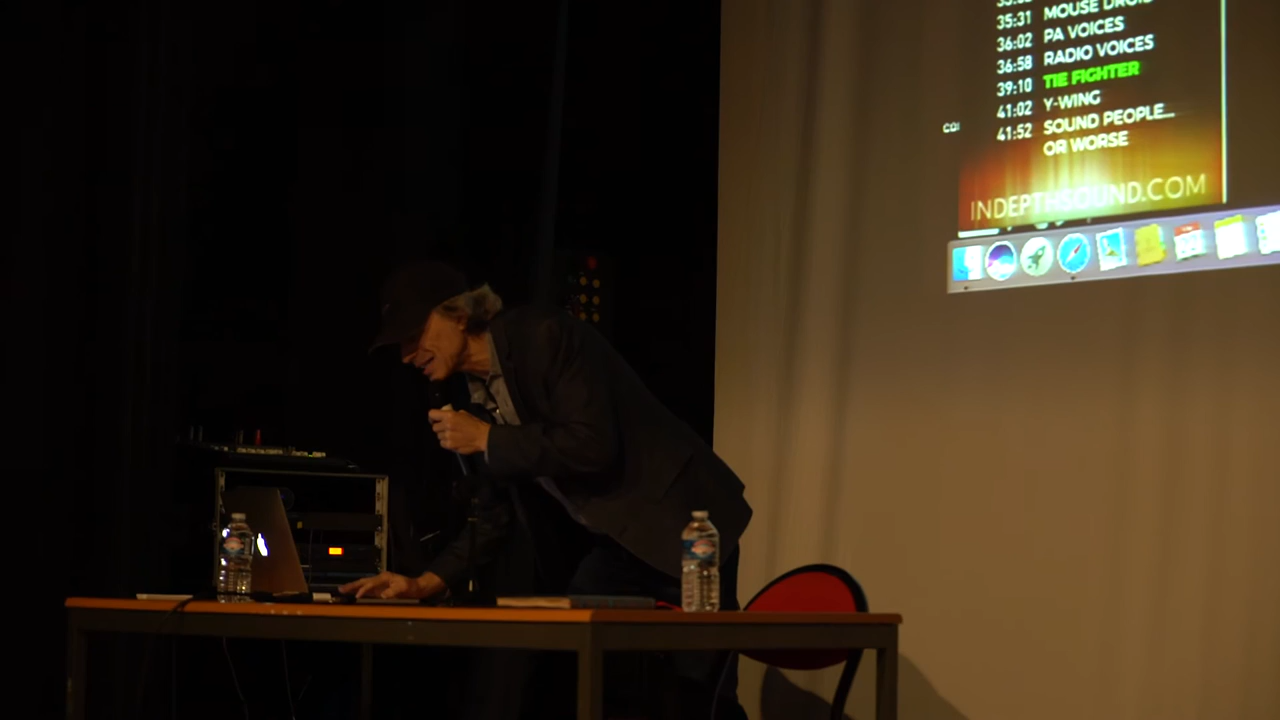 35:31 MOUSE DROID
36:02 PA VOICES
36:58 RADIO VOICES
39:10 TIE FIGHTER
41:02 Y-WING
41:52 SOUND PEOPLE...
OR WORSE
INDEPTHSOUND.COM